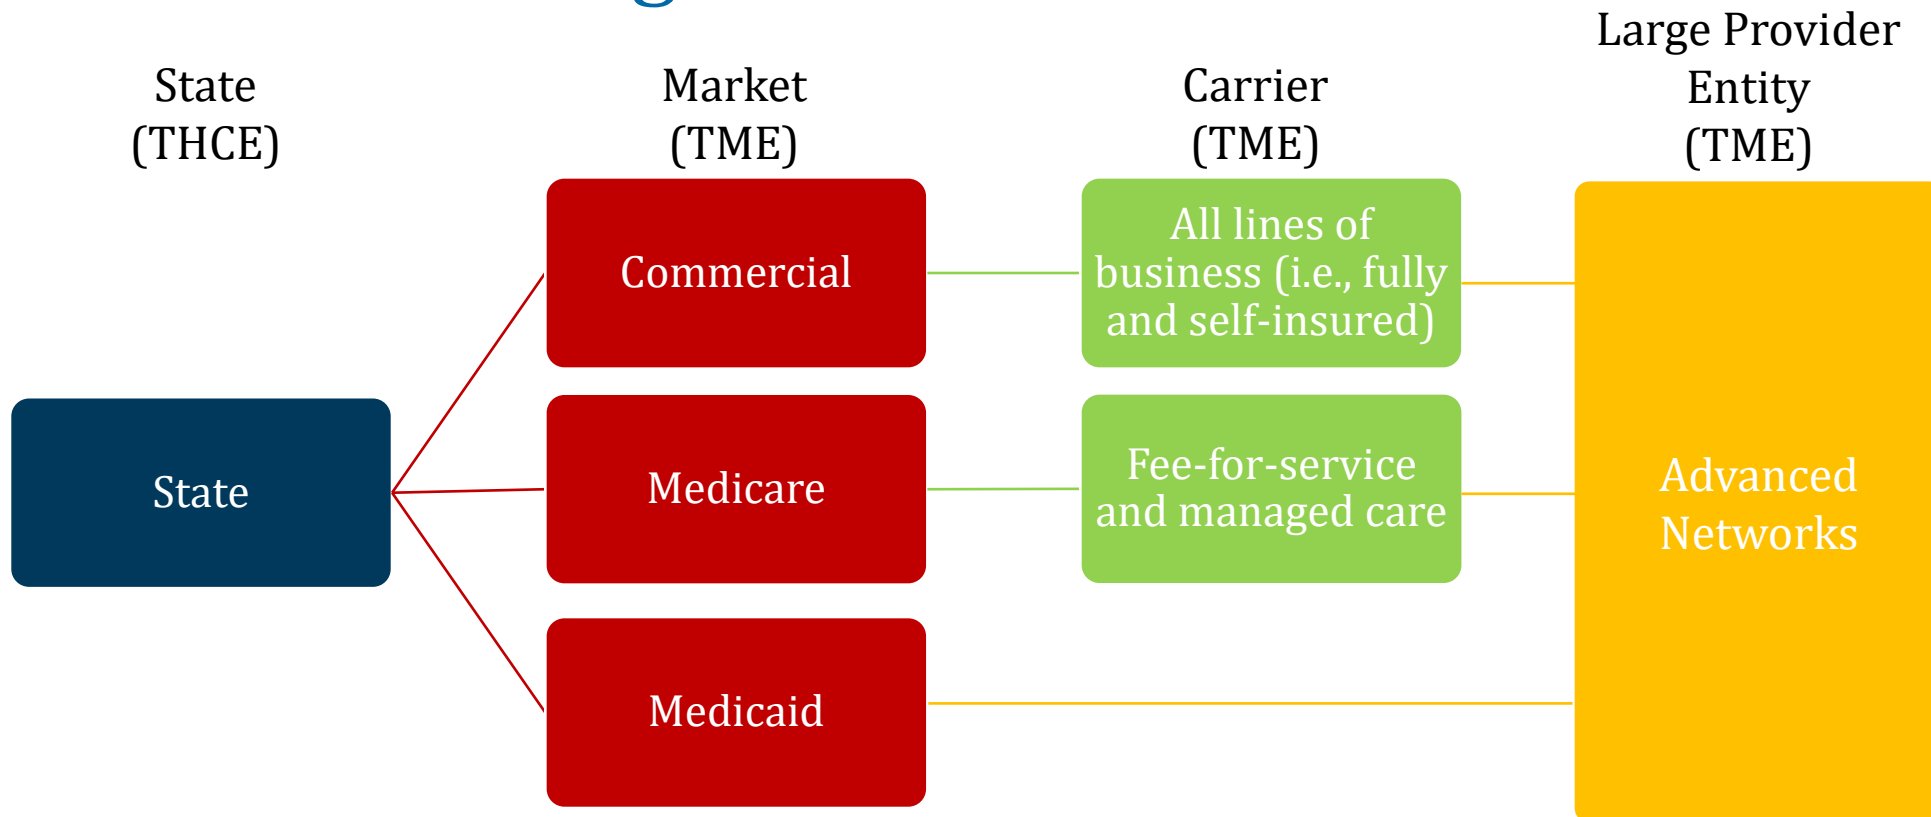 State
(THCE)
Market
(TME)
Carrier
(TME)
Large Provider
Entity
(TME)
Commercial
All lines of
business (i.e., fully
and self-insured)
State
Medicare
Fee-for-service
and managed care
Advanced
Networks
Medicaid